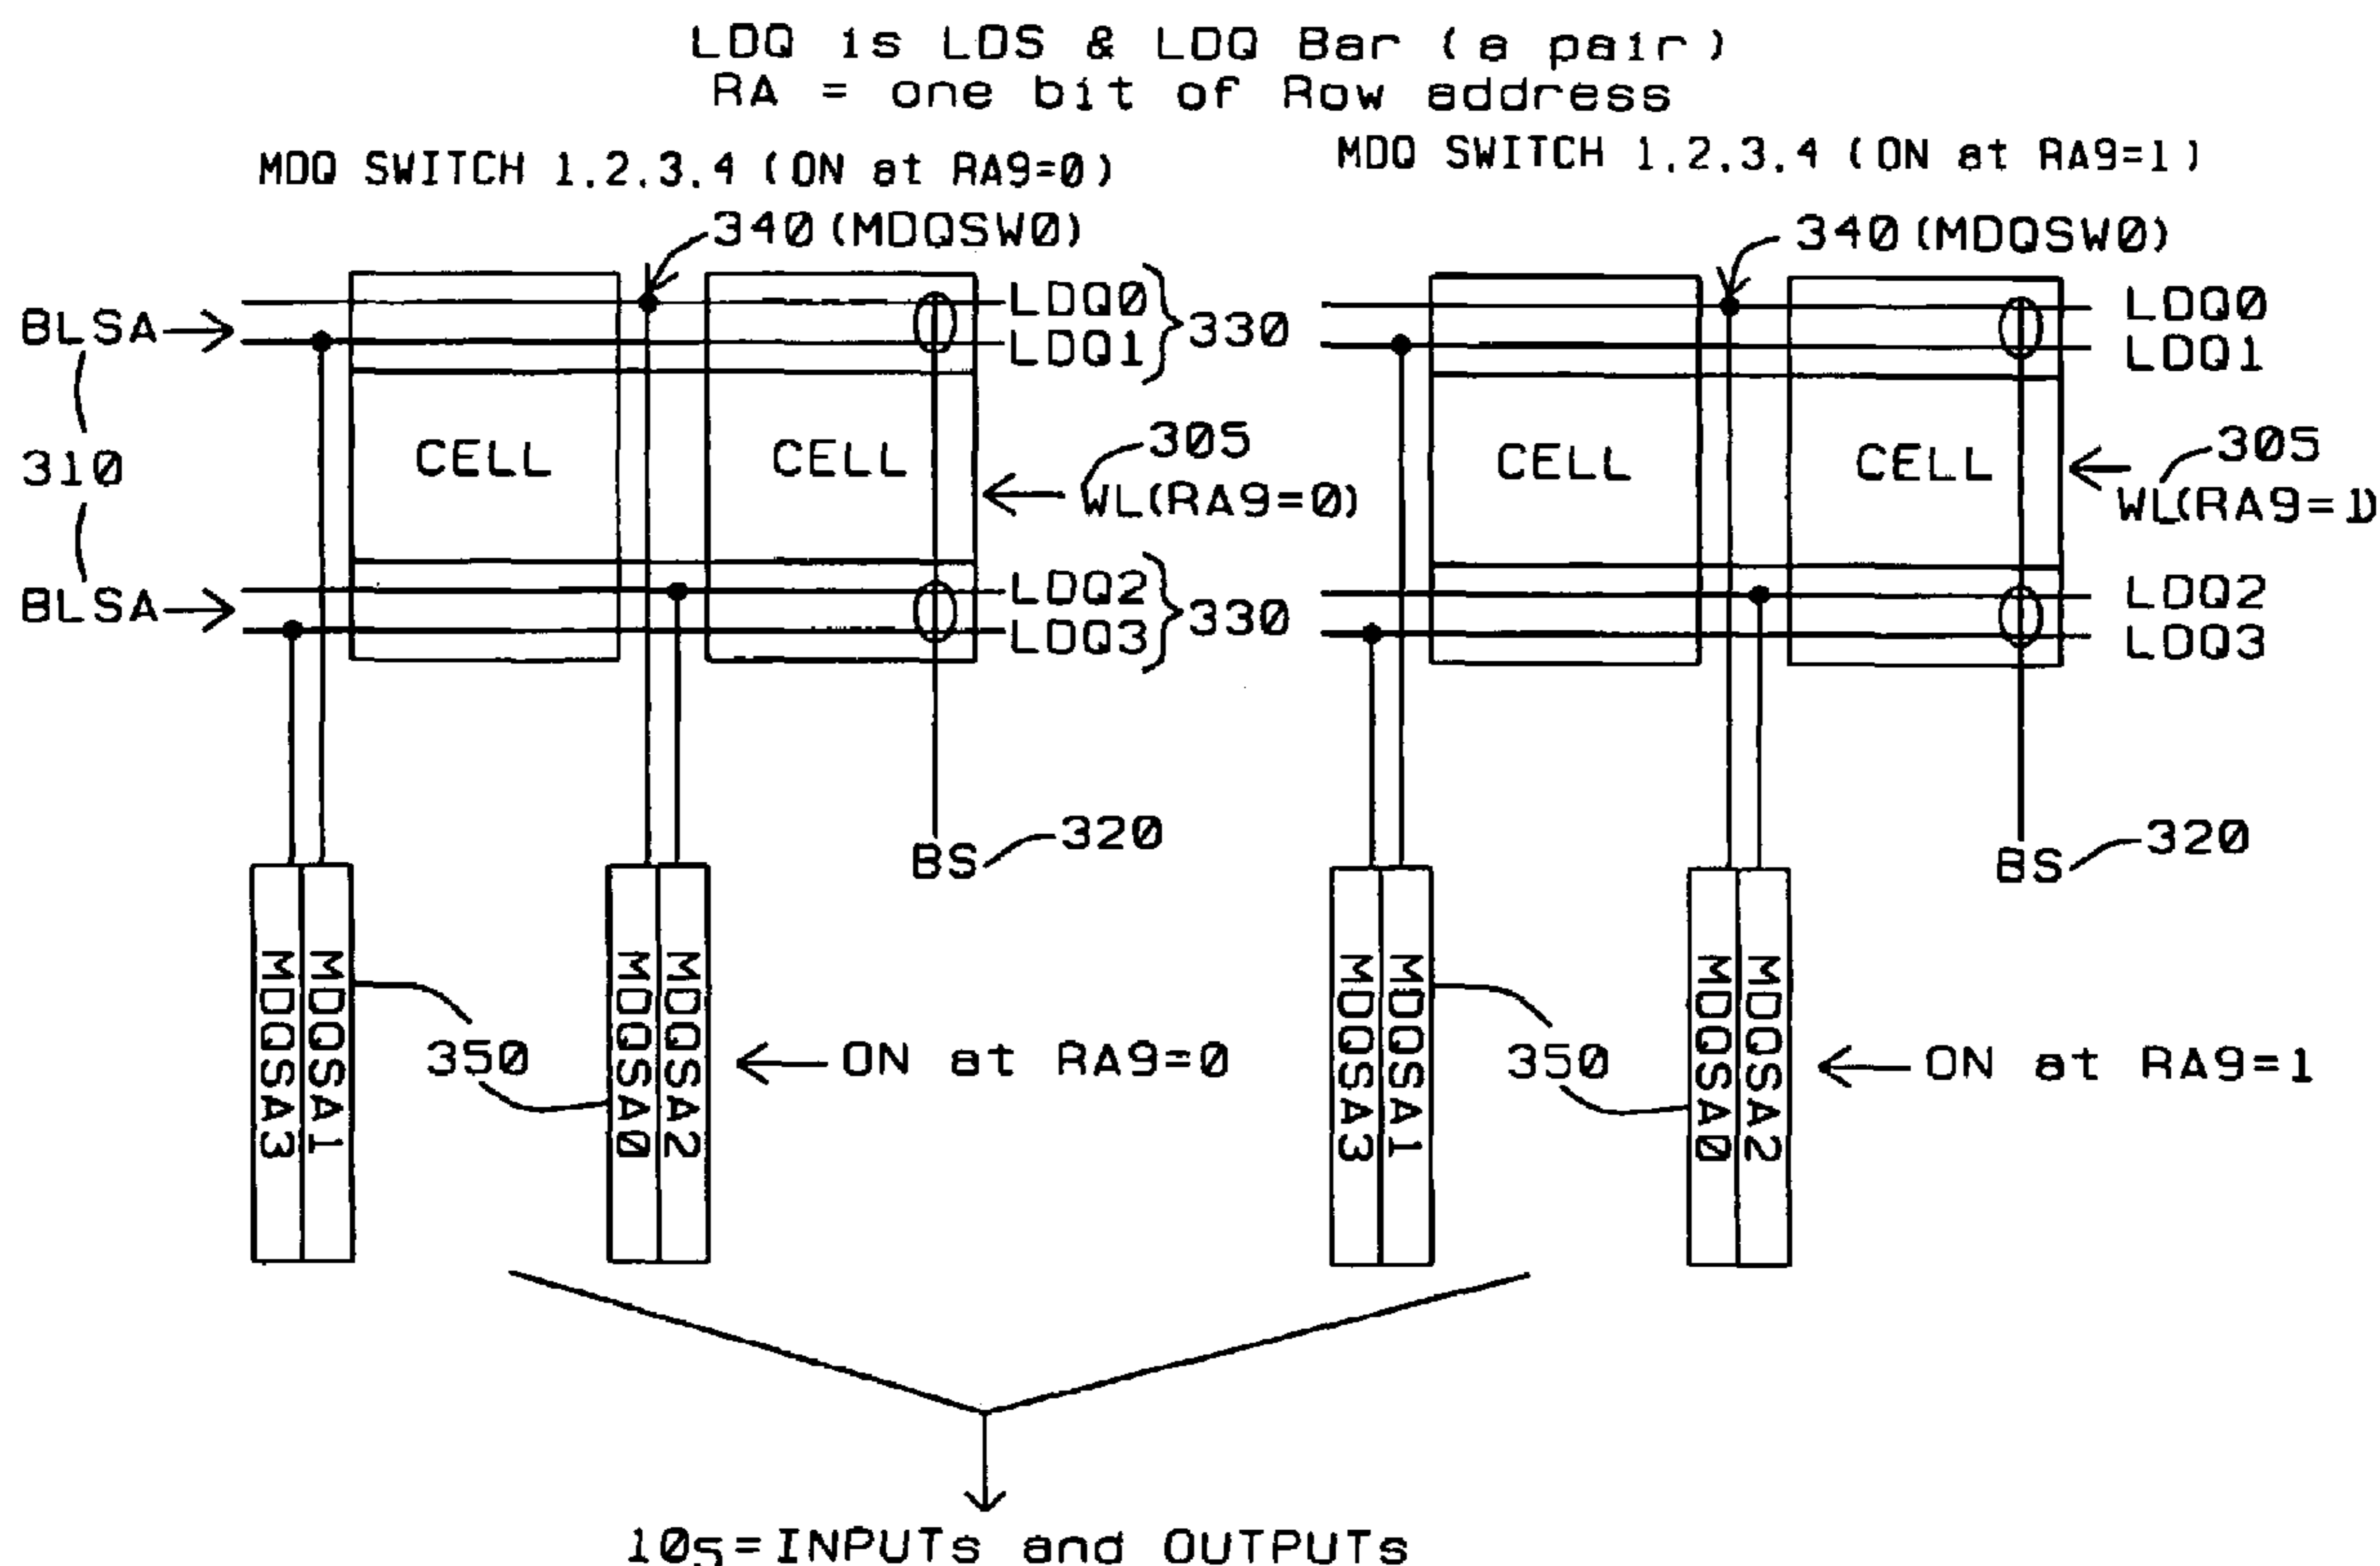 LDQ is LOS & LDQ Bar (a pair)
RA = one bit of Row address
MDQ SWITCH 1.2.3.4 (ON at RA9=0)
MDQ SWITCH 1.2.3.4 (ON at RA9=1)
340 (MDQSW0)
340 (MDQSW0)
BLSA
LDQ0
LDQ1
330
LDQ0
LDQ1
310
CELL
CELL
305
WL(RA9=0)
CELL
CELL
305
WL(RA9=1)
BLSA
LDQ2
LDQ3
330
LDQ2
LDQ3
BS
320
BS
320
MDQSA3
MDQSA1
350
MDQSA0
MDQSA2
ON at RA9=0
MDQSA3
MDQSA1
350
MDQSA0
MDQSA2
ON at RA9=1
10s=INPUTs and OUTPUTs